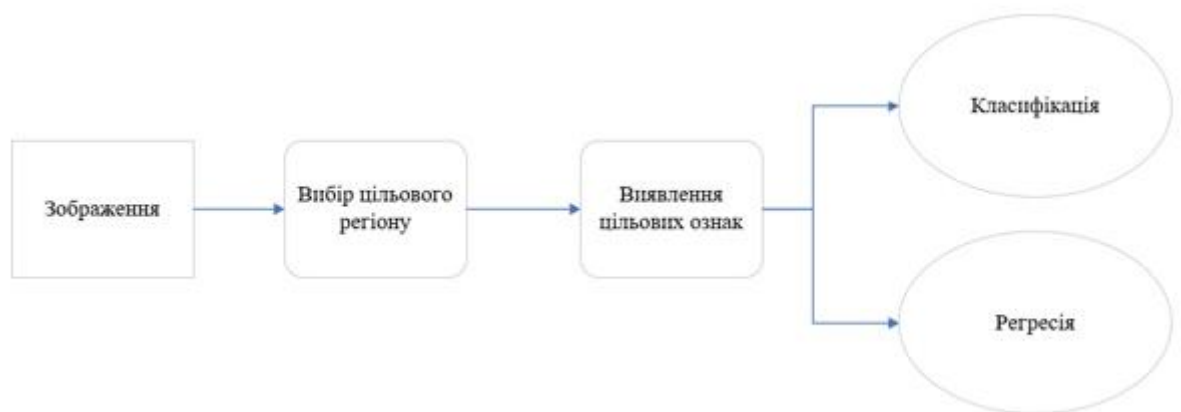 Зображення
Вибір цільового
регіону
Виявлення
цільових ознак
Класифікація
Регресія